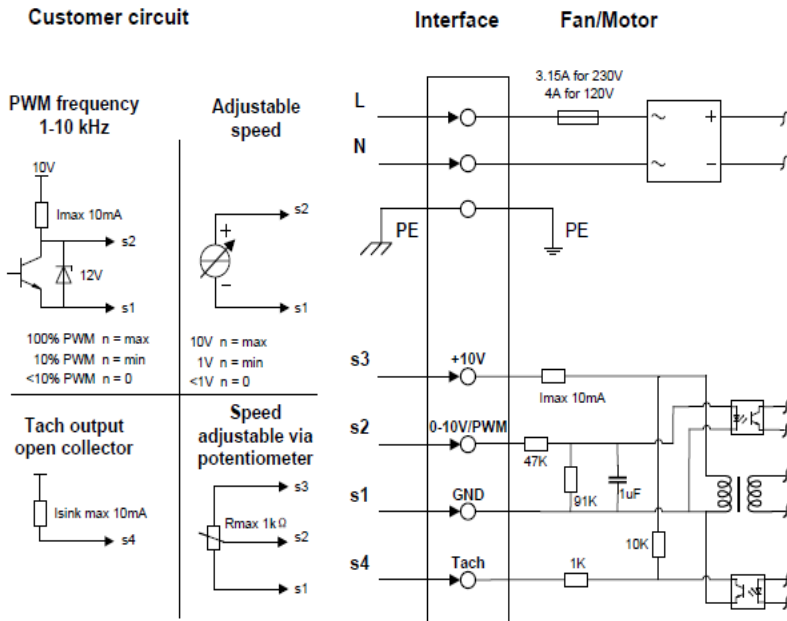 Customer circuit
Interface
Fan/Motor
PWM frequency
1-10 kHz
10V
Imax 10mA
s2
12V
s1
100% PWM n = max
10% PWM n = min
<10% PWM n = 0
Adjustable
speed
s2
+
−
s1
10V n = max
1V n = min
<1V n = 0
Tach output
open collector
Isink max 10mA
s4
Speed
adjustable via
potentiometer
s3
Rmax 1kΩ
s2
s1
L
N
PE
PE
3.15A for 230V
4A for 120V
~ +
~ −
s3
+10V
Imax 10mA
s2
0-10V/PWM
47K
91K
1uF
s1
GND
10K
s4
Tach
1K